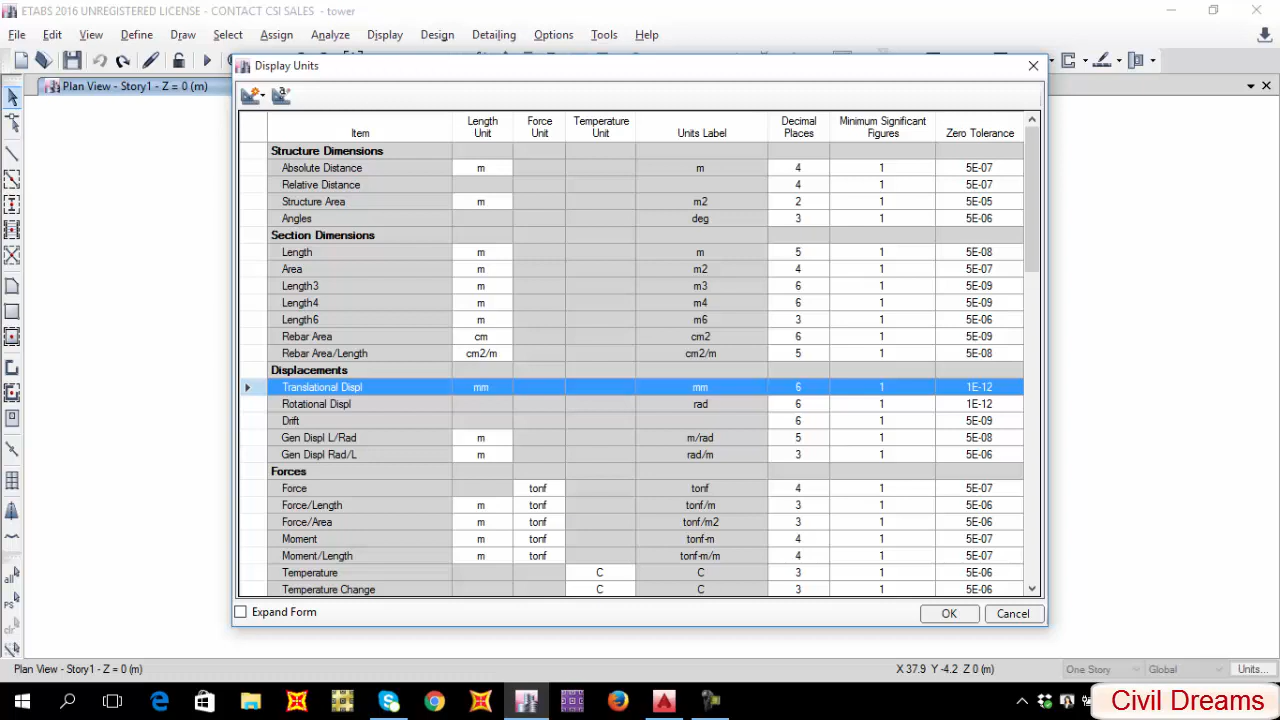 ETABS 2016 UNREGISTERED LICENSE - CONTACT CSI SALES - tower
File Edit View Define Draw Select Assign Analyze Display Design Detailing Options Tools Help
Plan View - Story1 - Z = 0 (m)
Display Units
Item Length Unit Force Unit Temperature Unit Units Label Decimal Places Minimum Significant Figures Zero Tolerance
Structure Dimensions
Absolute Distance m m 4 1 5E-07
Relative Distance 4 1 5E-07
Structure Area m m2 2 1 5E-05
Angles deg 3 1 5E-06
Section Dimensions
Length m m 5 1 5E-08
Area m m2 4 1 5E-07
Length3 m m3 6 1 5E-09
Length4 m m4 6 1 5E-09
Length6 m m6 3 1 5E-06
Rebar Area cm cm2 6 1 5E-09
Rebar Area/Length cm2/m cm2/m 5 1 5E-08
Displacements
Translational Displ mm mm 6 1 1E-12
Rotational Displ rad 6 1 1E-12
Drift 6 1 5E-09
Gen Displ L/Rad m m/rad 5 1 5E-08
Gen Displ Rad/L m rad/m 3 1 5E-06
Forces
Force tonf tonf 4 1 5E-07
Force/Length m tonf tonf/m 3 1 5E-06
Force/Area m tonf tonf/m2 3 1 5E-06
Moment m tonf tonf-m 4 1 5E-07
Moment/Length m tonf tonf-m/m 4 1 5E-07
Temperature C C 3 1 5E-06
Temperature Change C C 3 1 5E-06
Expand Form OK Cancel
all
PS
clr
Plan View - Story1 - Z = 0 (m) X 37.9 Y -4.2 Z 0 (m) One Story Global Units...
Civil Dreams